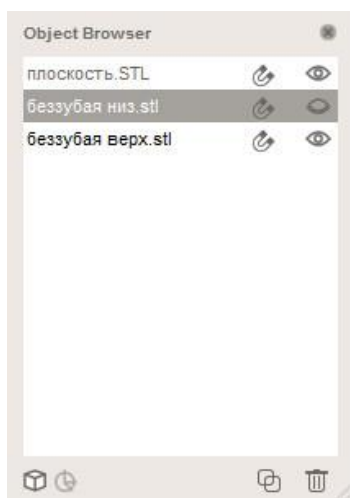 Object Browser
плоскость.STL
беззубая низ.stl
беззубая верх.stl